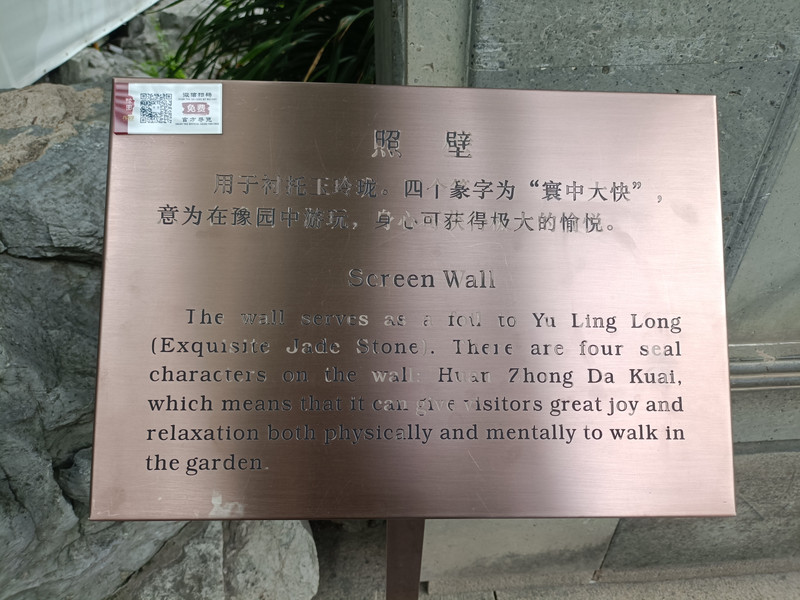 免费
官方导览
照 壁
用于衬托玉玲珑。四个篆字为“寰中大快”，
意为在豫园中游玩，身心可获得极大的愉悦。
Screen Wall
The wall serves as a foil to Yu Ling Long
(Exquisite Jade Stone). There are four seal
characters on the wall: Huan Zhong Da Kuai,
which means that it can give visitors great joy and
relaxation both physically and mentally to walk in
the garden.